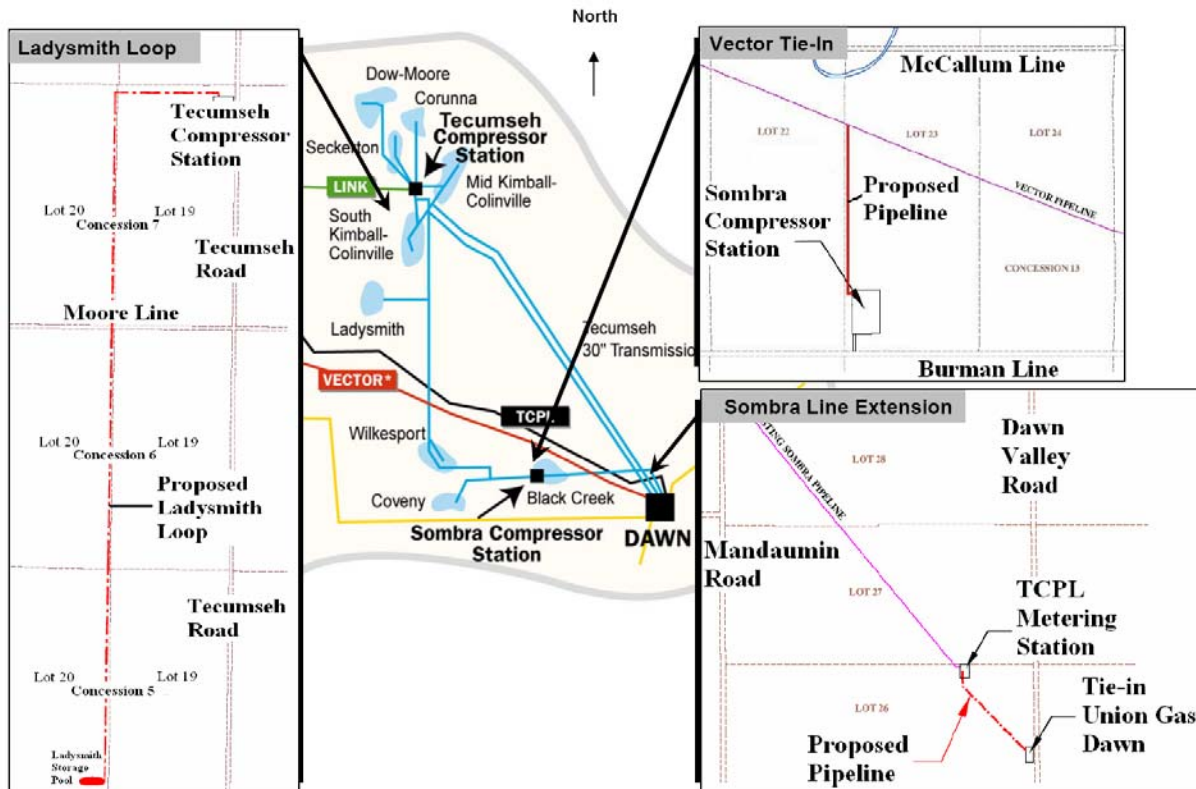 North
Ladysmith Loop
Tecumseh
Compressor
Station
Lot 20
Lot 19
Concession 7
Tecumseh
Road
Moore Line
Lot 20
Lot 19
Concession 6
Proposed
Ladysmith
Loop
Tecumseh
Road
Lot 20
Lot 19
Concession 5
Ladysmith
Storage
Pool
Dow-Moore
Corunna
Tecumseh
Compressor
Station
Seckerton
LINK
Mid Kimball-
Colinville
South
Kimball-
Colinville
Ladysmith
Tecumseh
30" Transmissio
VECTOR*
TCPL
Wilkesport
Coveny
Black Creek
Sombra Compressor
Station
DAWN
Vector Tie-In
McCallum Line
LOT 22
LOT 23
LOT 24
Sombra
Compressor
Station
Proposed
Pipeline
VECTOR PIPELINE
CONCESSION 13
Burman Line
Sombra Line Extension
STING SOMBRA PIPELINE
LOT 28
Dawn
Valley
Road
Mandaumin
Road
LOT 27
TCPL
Metering
Station
LOT 26
Proposed
Pipeline
Tie-in
Union Gas
Dawn